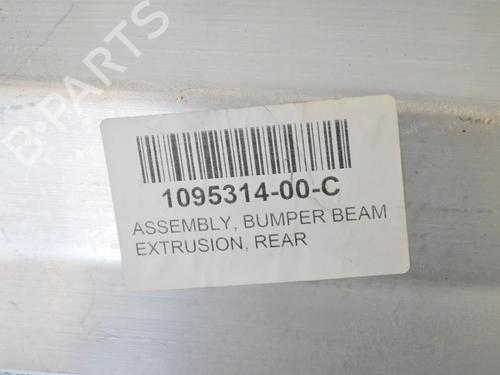 B-PARTS
1095314-00-C
ASSEMBLY, BUMPER BEAM
EXTRUSION, REAR